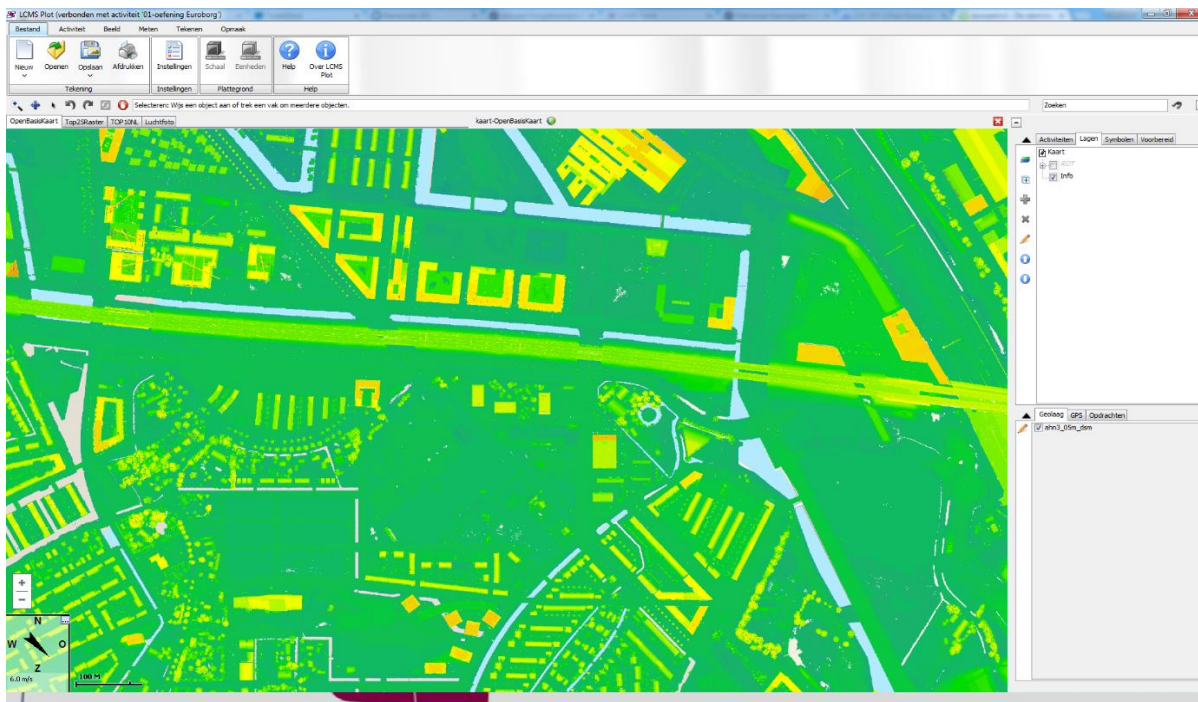 LCMS Plot (verbonden met activiteit '01-oefening Euroborg')
Bestand Activiteit Beeld Meten Tekenen Opmaak
Nieuw Openen Opslaan Afdrukken Instellingen Schaal Eenheden Help Over LCMS Plot
Tekening Instellingen Plattegrond Help
Selecteren: Wijs een object aan of trek een vak om meerdere objecten.
Zoeken
OpenBasisKaart Top25Raster TOP10NL Luchtfoto kaart-OpenBasisKaart
Activiteiten Lagen Symbolen Voorbereid
Kaart
ROT
Info
Geolaag GPS Opdrachten
ahn3_05m_dsm
+
−
N
W O
Z
6.0 m/s
100 M